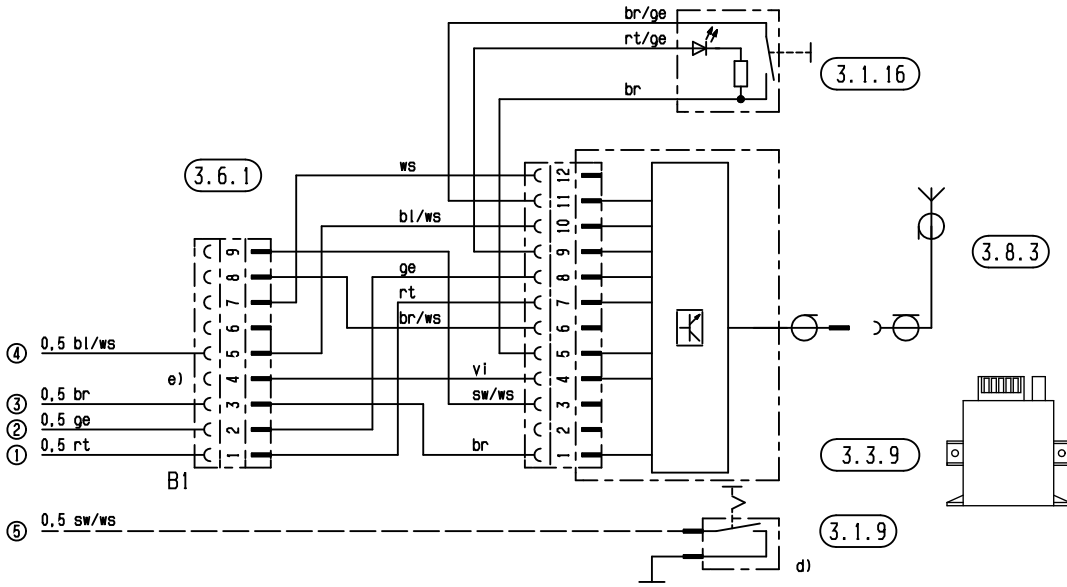 br/ge
rt/ge
3.1.16
br
3.6.1
ws
12
11
bl/ws
10
9
9
3.8.3
8
ge
8
7
rt
7
6
br/ws
6
④ 0,5 bl/ws
5
5
e)
4
vi
4
③ 0,5 br
3
sw/ws
3
② 0,5 ge
2
2
① 0,5 rt
1
br
1
3.3.9
B1
⑤ 0,5 sw/ws
3.1.9
d)